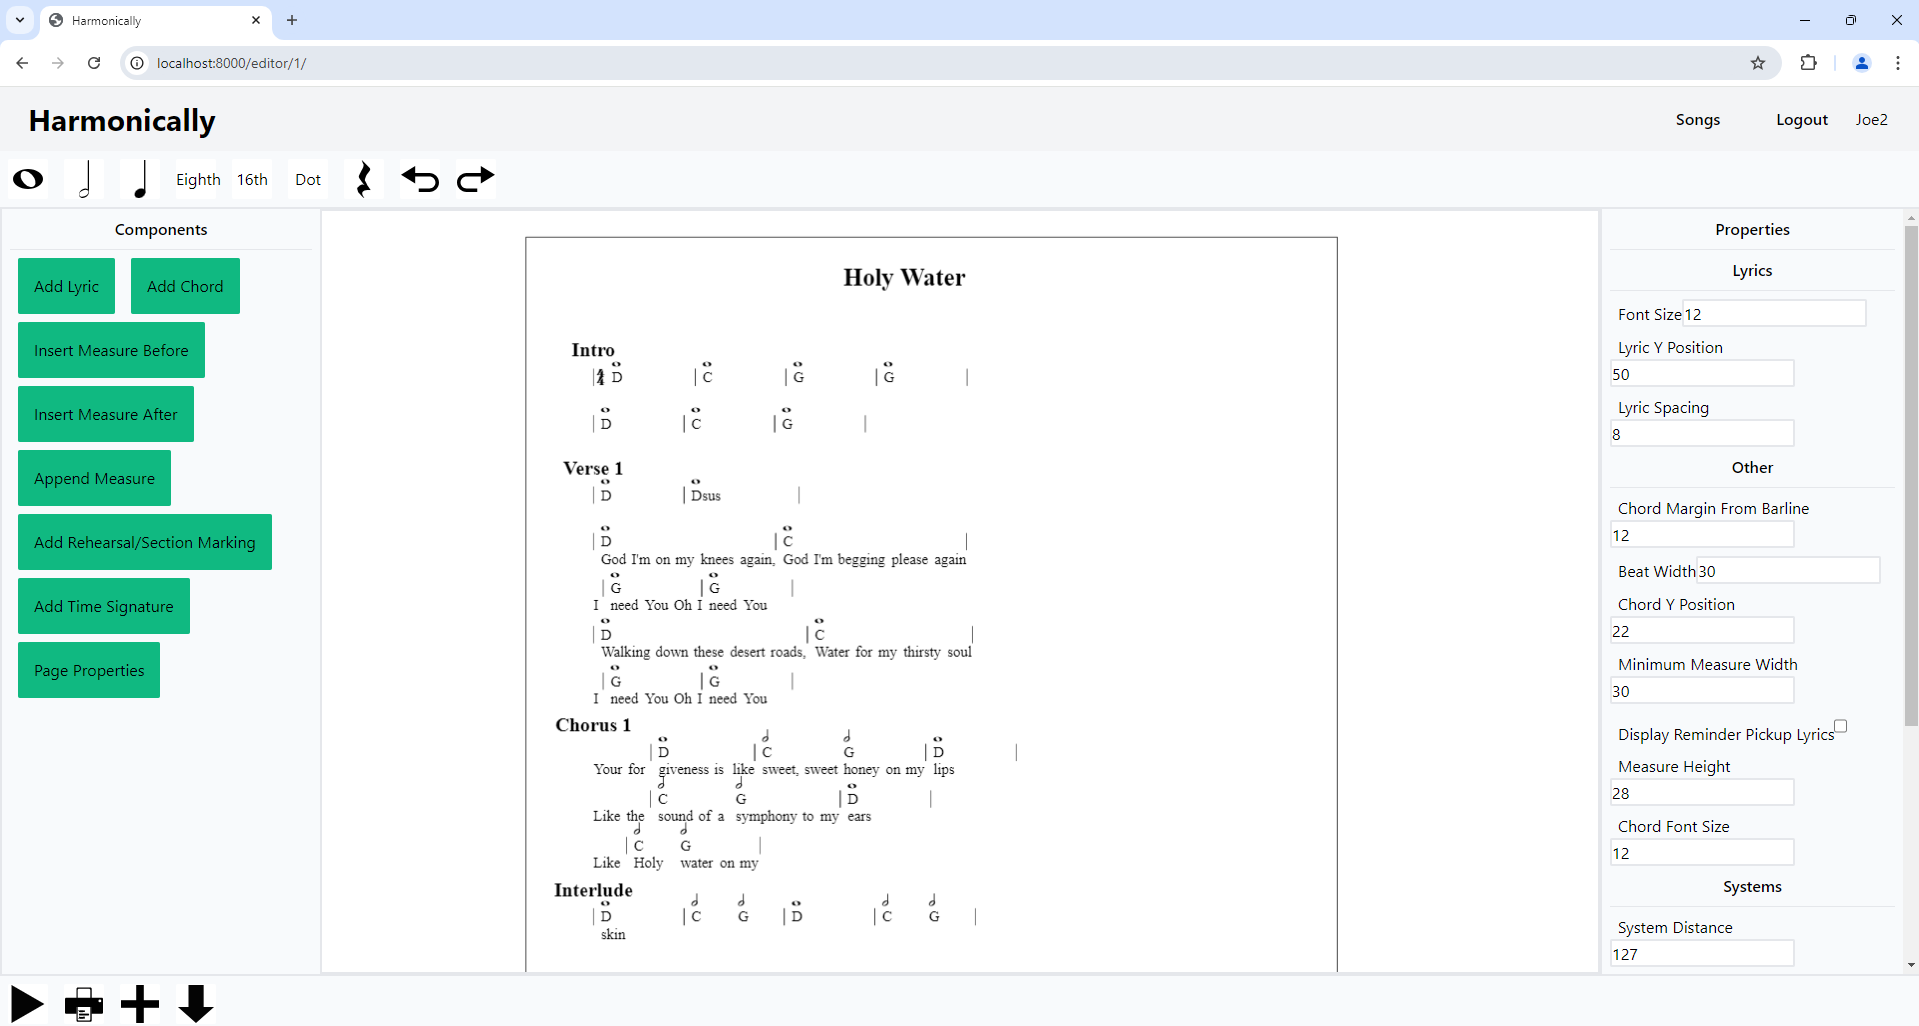 Harmonically
localhost:8000/editor/1/
Harmonically
Songs
Logout
Joe2
Eighth
16th
Dot
Components
Add Lyric
Add Chord
Insert Measure Before
Insert Measure After
Append Measure
Add Rehearsal/Section Marking
Add Time Signature
Page Properties
Holy Water
Intro
D C G G
D C G
Verse 1
D Dsus
D C
God I'm on my knees again, God I'm begging please again
G G
I need You Oh I need You
D C
Walking down these desert roads, Water for my thirsty soul
G G
I need You Oh I need You
Chorus 1
D C G D
Your for giveness is like sweet, sweet honey on my lips
C G D
Like the sound of a symphony to my ears
C G
Like Holy water on my
Interlude
D C G D C G
skin
Properties
Lyrics
Font Size 12
Lyric Y Position
50
Lyric Spacing
8
Other
Chord Margin From Barline
12
Beat Width 30
Chord Y Position
22
Minimum Measure Width
30
Display Reminder Pickup Lyrics
Measure Height
28
Chord Font Size
12
Systems
System Distance
127